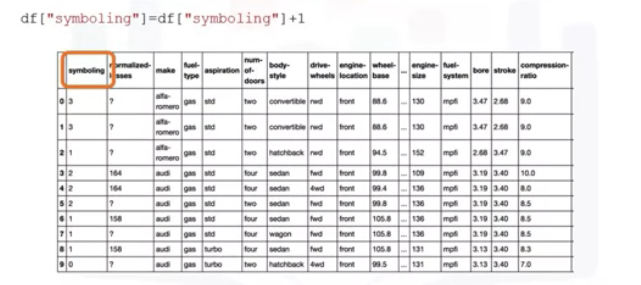 df["symboling"]=df["symboling"]+1
symboling normalized-losses make fuel-type aspiration num-of-doors body-style drive-wheels engine-location wheel-base ... engine-size fuel-system bore stroke compression-ratio
0 3 ? alfa-romero gas std two convertible rwd front 88.6 ... 130 mpfi 3.47 2.68 9.0
1 3 ? alfa-romero gas std two convertible rwd front 88.6 ... 130 mpfi 3.47 2.68 9.0
2 1 ? alfa-romero gas std two hatchback rwd front 94.5 ... 152 mpfi 2.68 3.47 9.0
3 2 164 audi gas std four sedan fwd front 99.8 ... 109 mpfi 3.19 3.40 10.0
4 2 164 audi gas std four sedan 4wd front 99.4 ... 136 mpfi 3.19 3.40 8.0
5 2 ? audi gas std two sedan fwd front 99.8 ... 136 mpfi 3.19 3.40 8.5
6 1 158 audi gas std four sedan fwd front 105.8 ... 136 mpfi 3.19 3.40 8.5
7 1 ? audi gas std four wagon fwd front 105.8 ... 136 mpfi 3.19 3.40 8.5
8 1 158 audi gas turbo four sedan fwd front 105.8 ... 131 mpfi 3.13 3.40 8.3
9 0 ? audi gas turbo two hatchback 4wd front 99.5 ... 131 mpfi 3.13 3.40 7.0